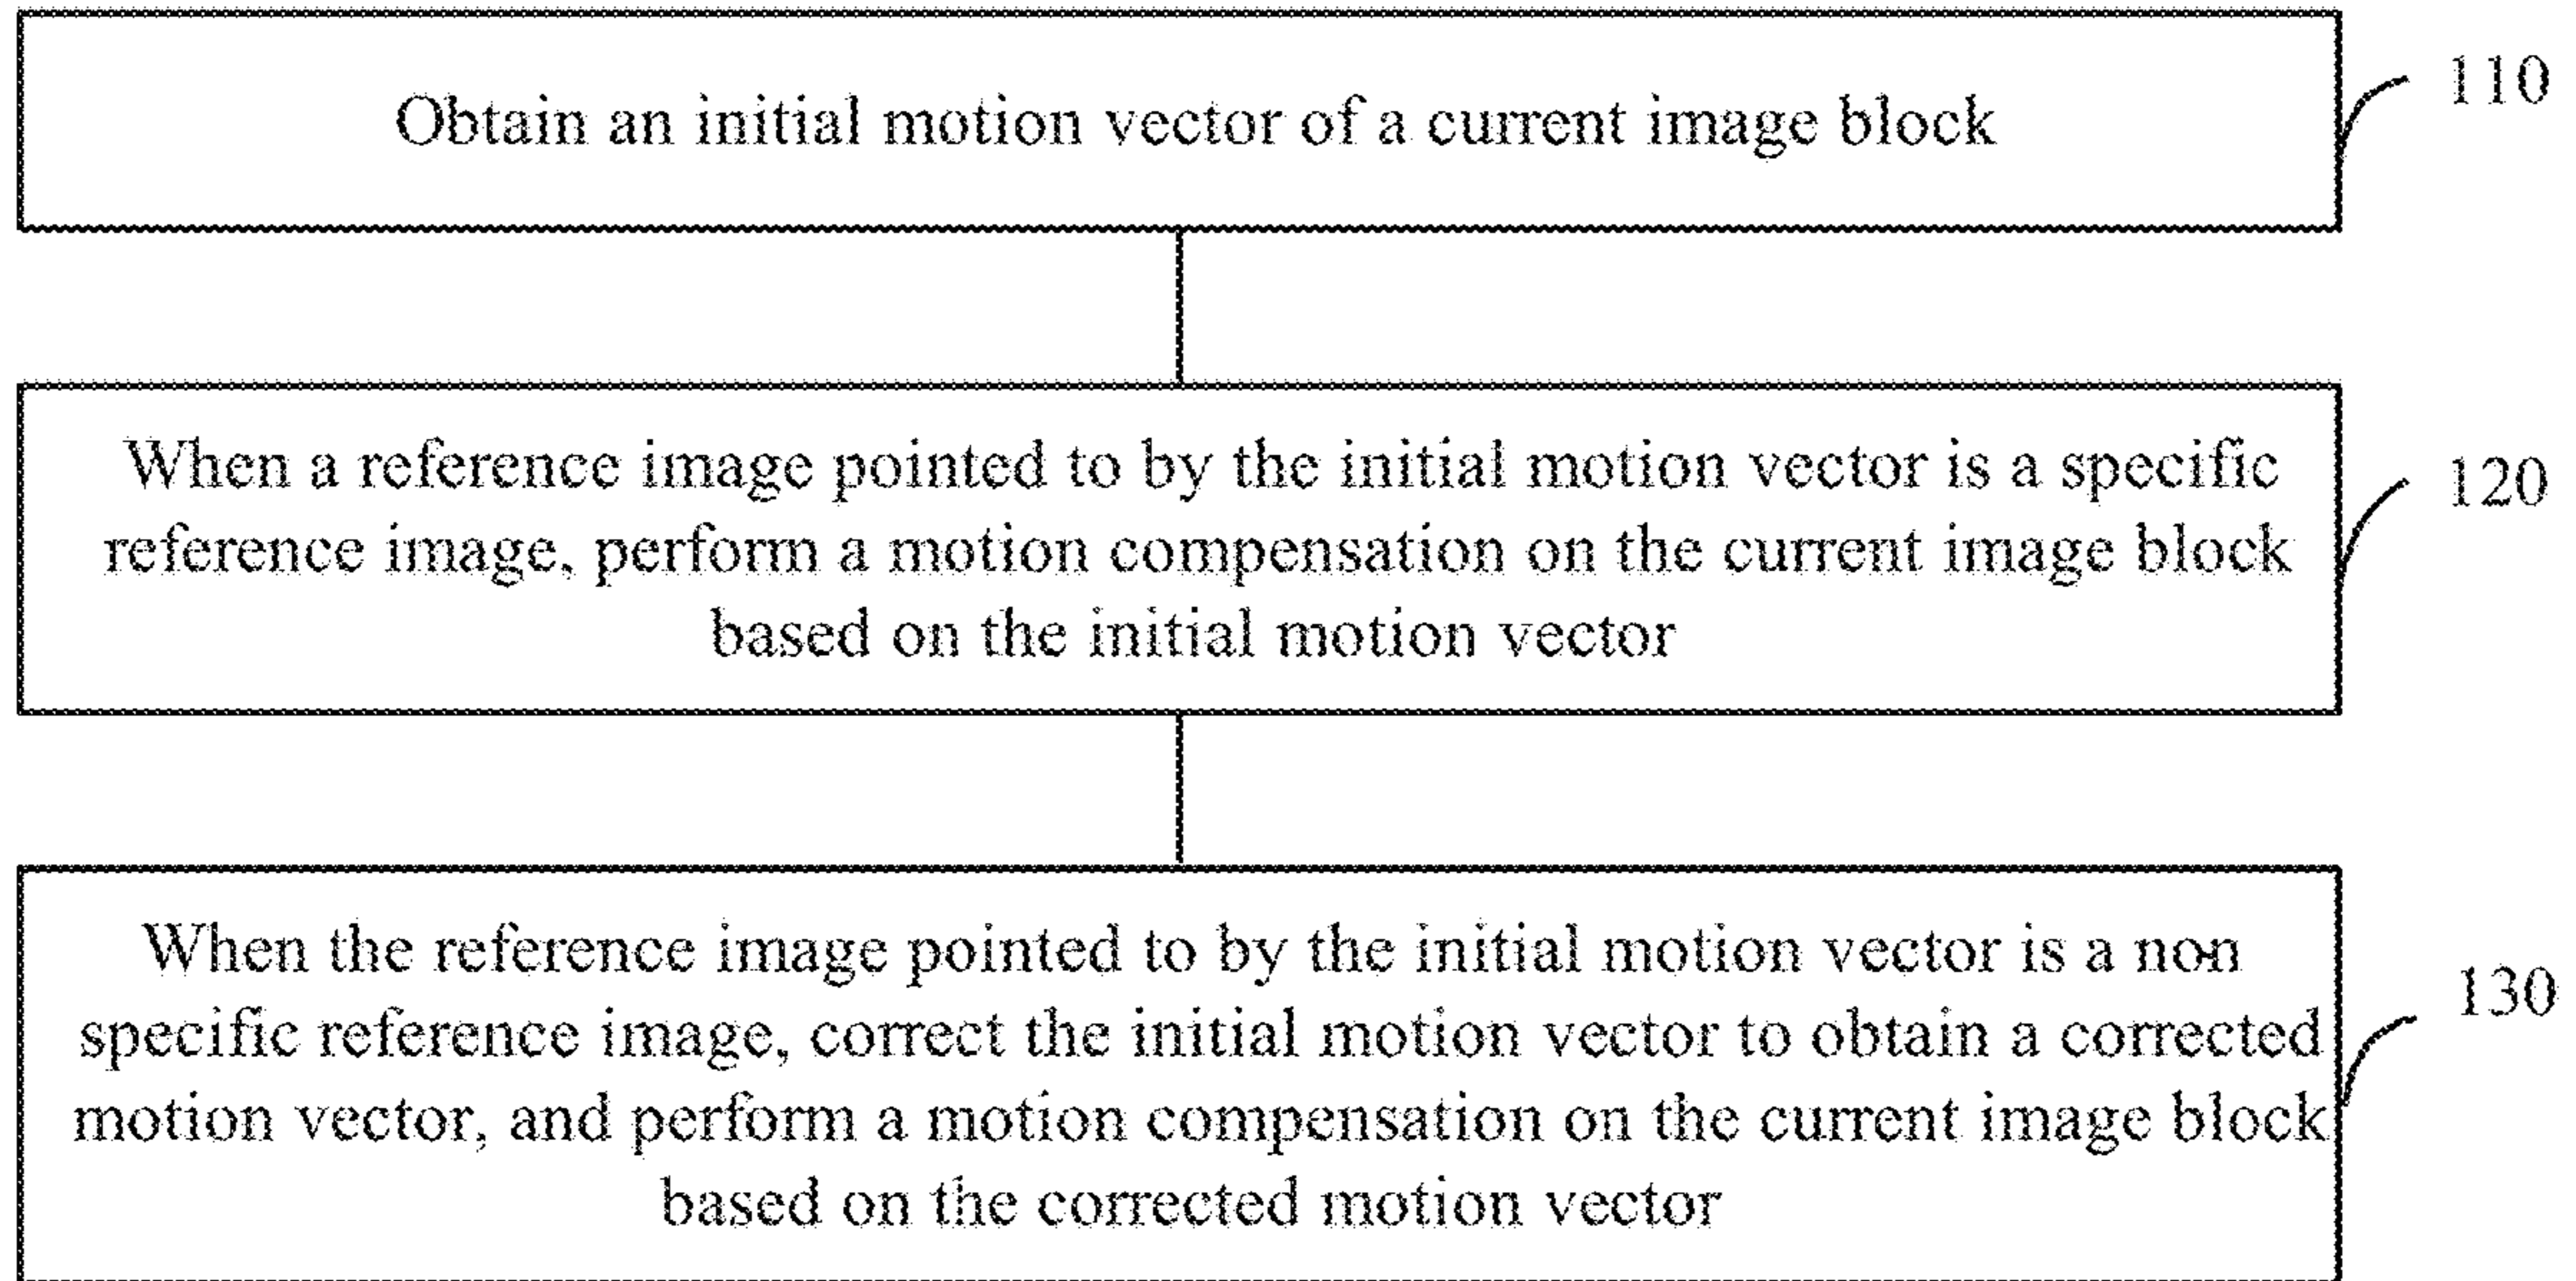 Obtain an initial motion vector of a current image block
110
When a reference image pointed to by the initial motion vector is a specific
reference image, perform a motion compensation on the current image block
based on the initial motion vector
120
When the reference image pointed to by the initial motion vector is a non
specific reference image, correct the initial motion vector to obtain a corrected
motion vector, and perform a motion compensation on the current image block
based on the corrected motion vector
130